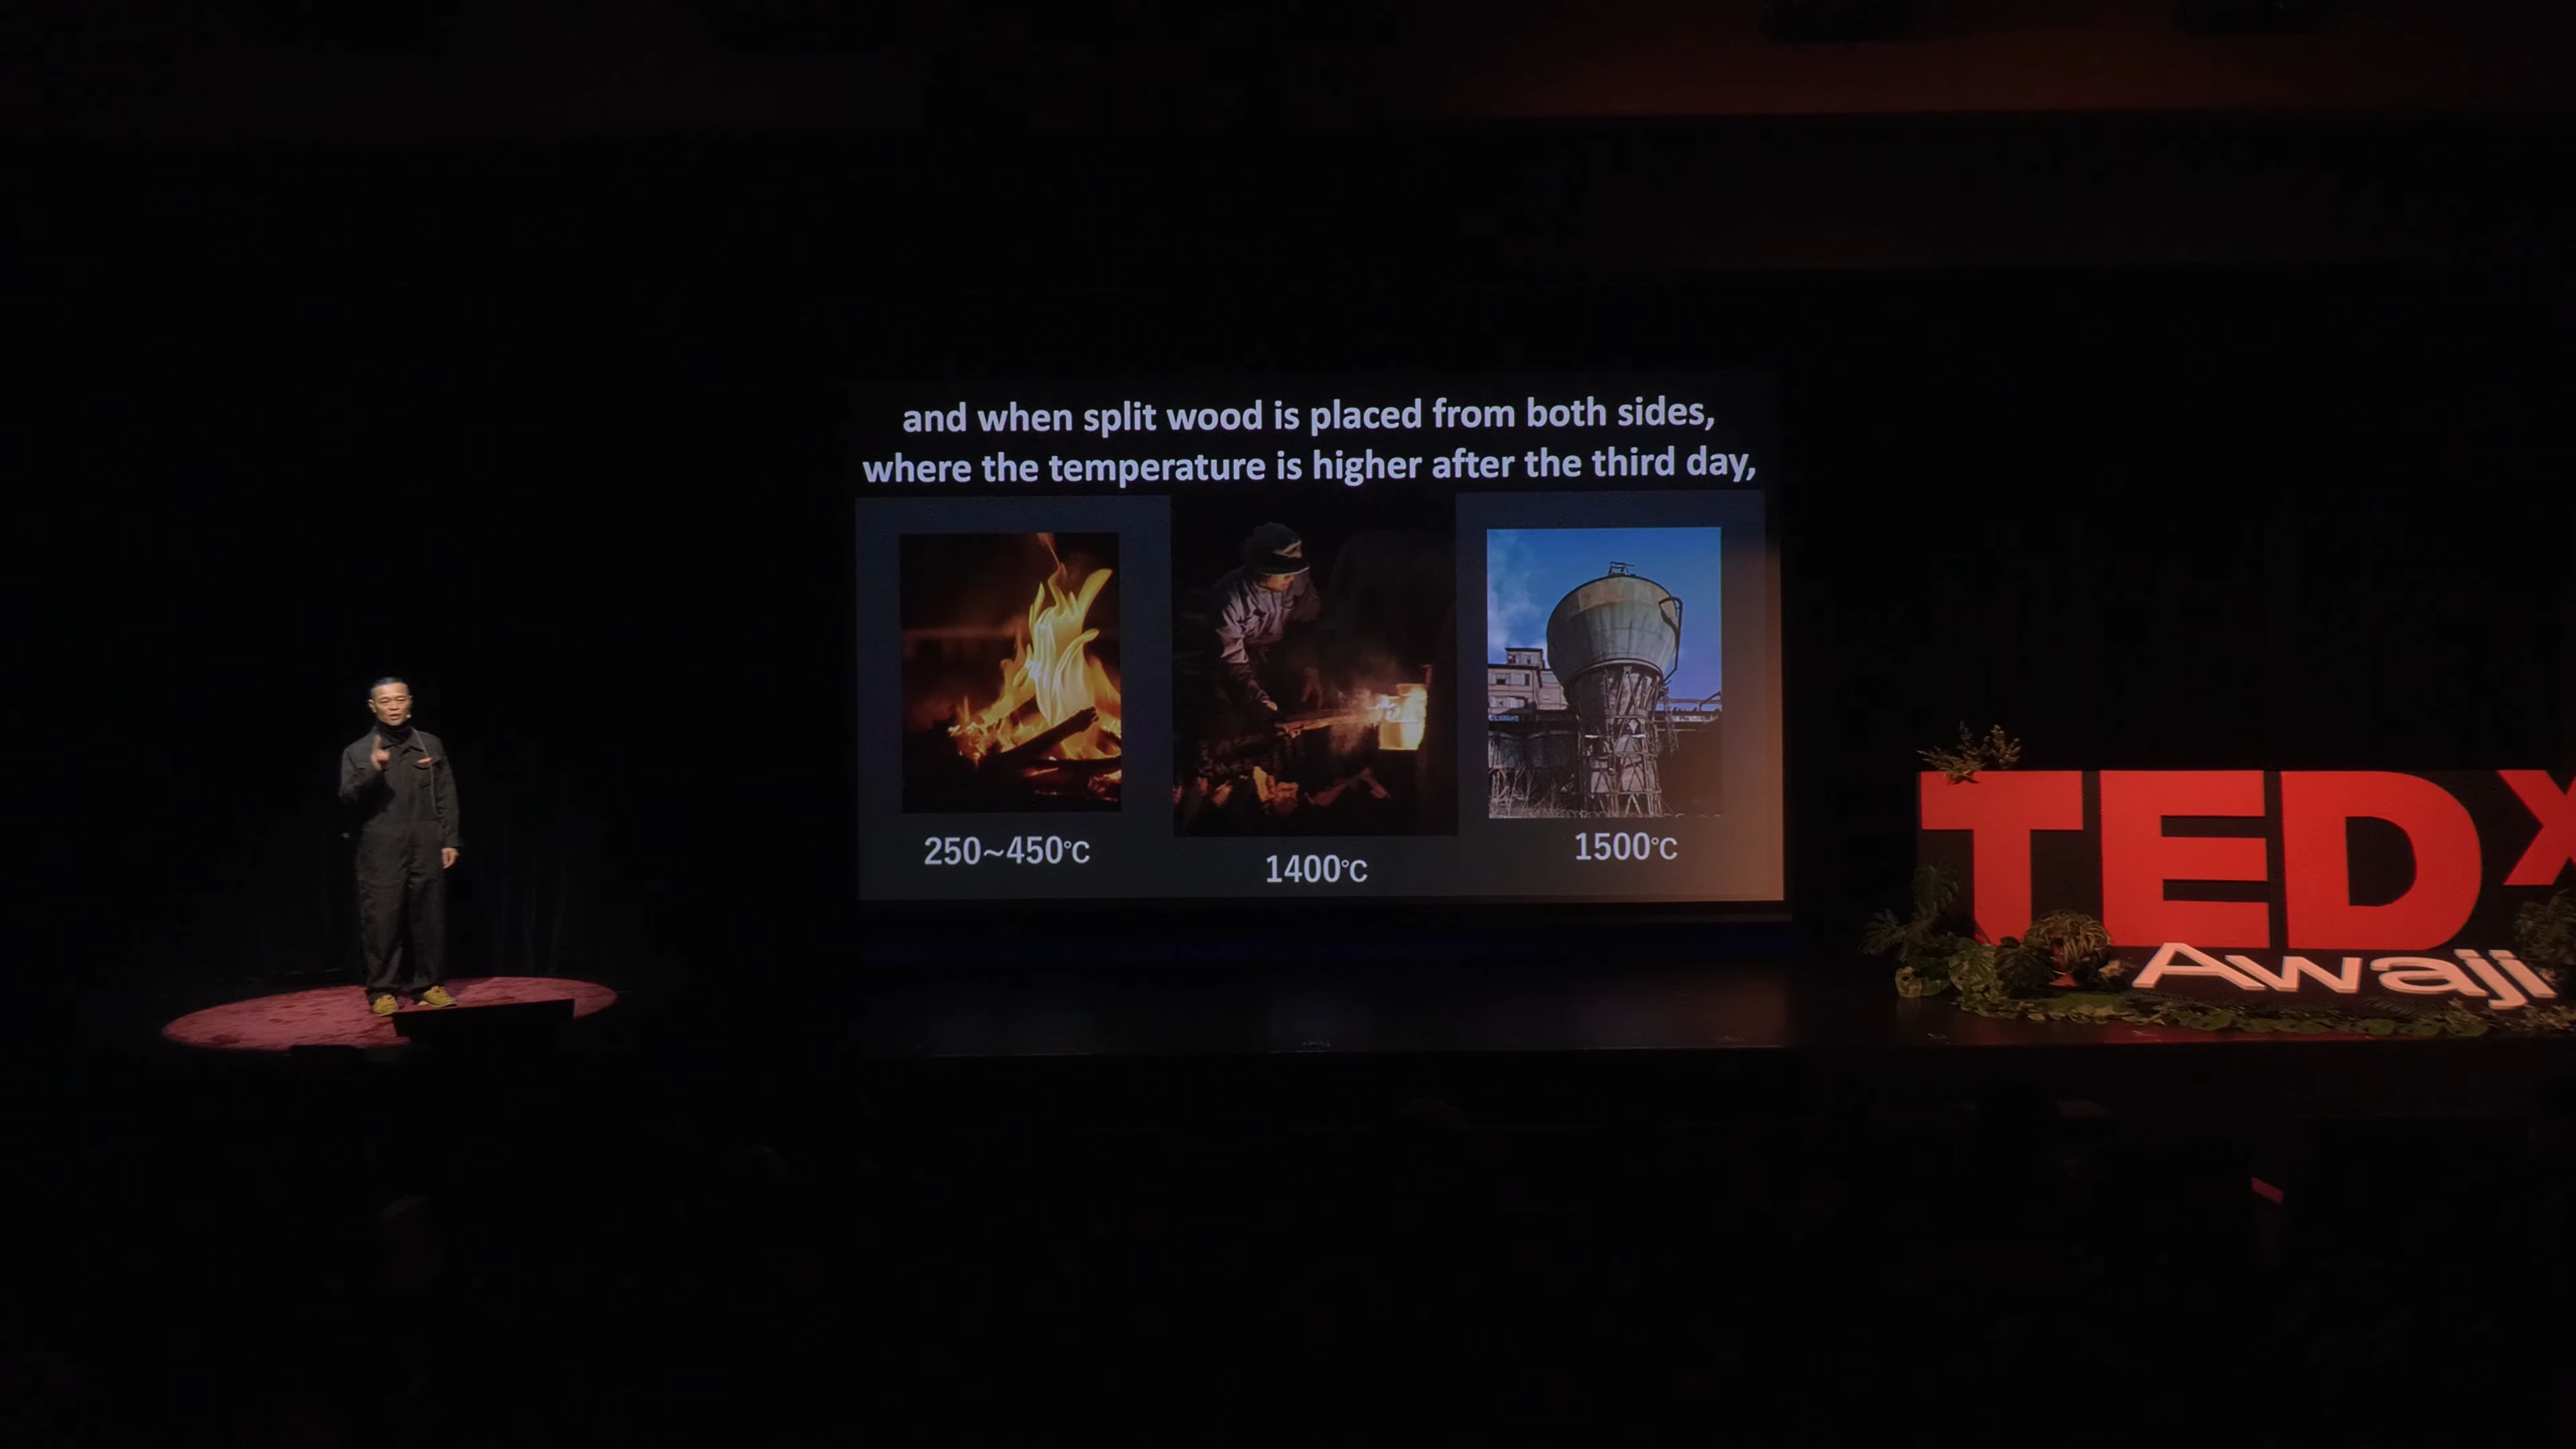 and when split wood is placed from both sides,
where the temperature is higher after the third day,
250~450℃
1400℃
1500℃
TEDx
Awaji